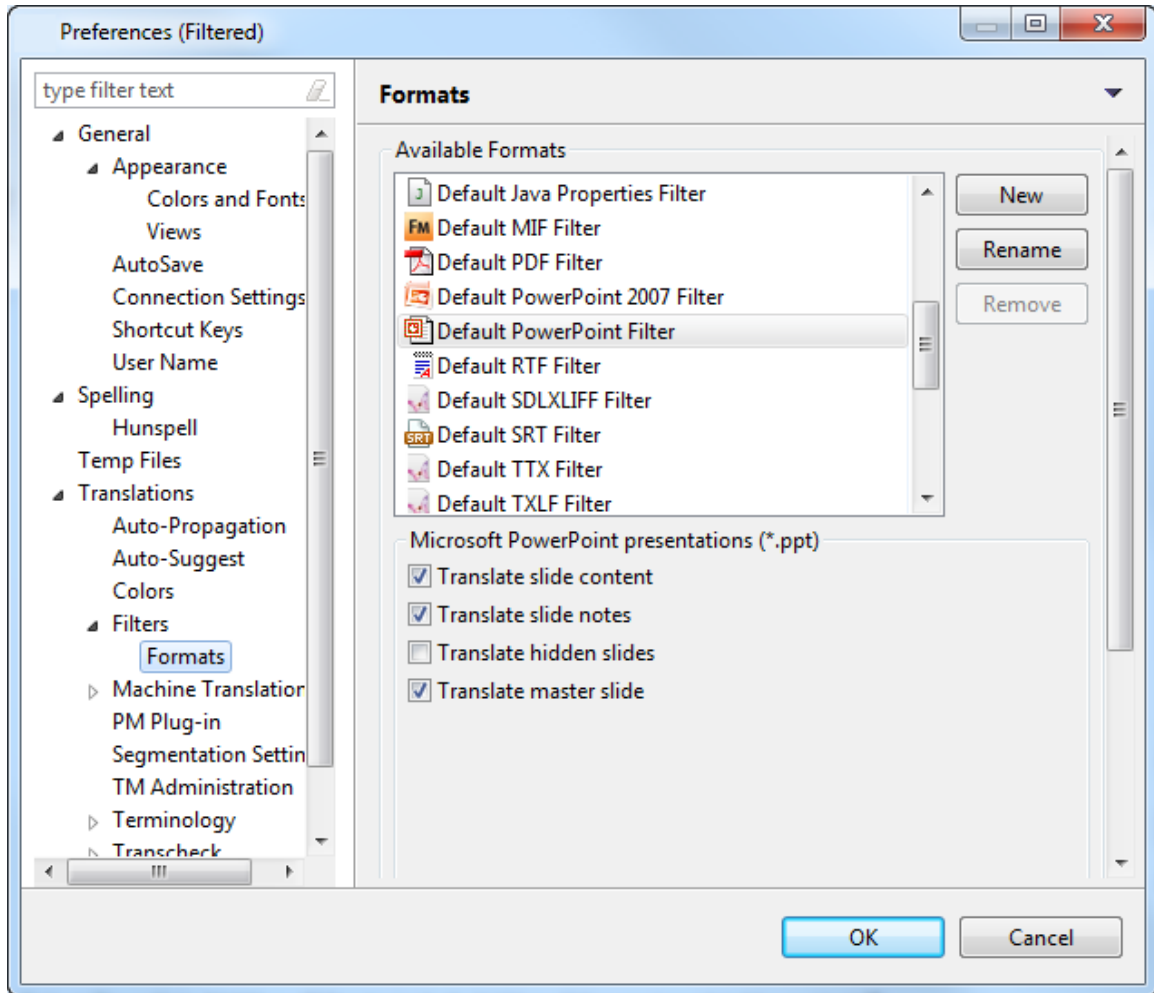 Preferences (Filtered)
type filter text
General
Appearance
Colors and Fonts
Views
AutoSave
Connection Settings
Shortcut Keys
User Name
Spelling
Hunspell
Temp Files
Translations
Auto-Propagation
Auto-Suggest
Colors
Filters
Formats
Machine Translation
PM Plug-in
Segmentation Settin
TM Administration
Terminology
Transcheck
Formats
Available Formats
Default Java Properties Filter
FM Default MIF Filter
Default PDF Filter
Default PowerPoint 2007 Filter
Default PowerPoint Filter
Default RTF Filter
Default SDLXLIFF Filter
SRT Default SRT Filter
Default TTX Filter
Default TXLF Filter
New
Rename
Remove
Microsoft PowerPoint presentations (*.ppt)
Translate slide content
Translate slide notes
Translate hidden slides
Translate master slide
OK
Cancel